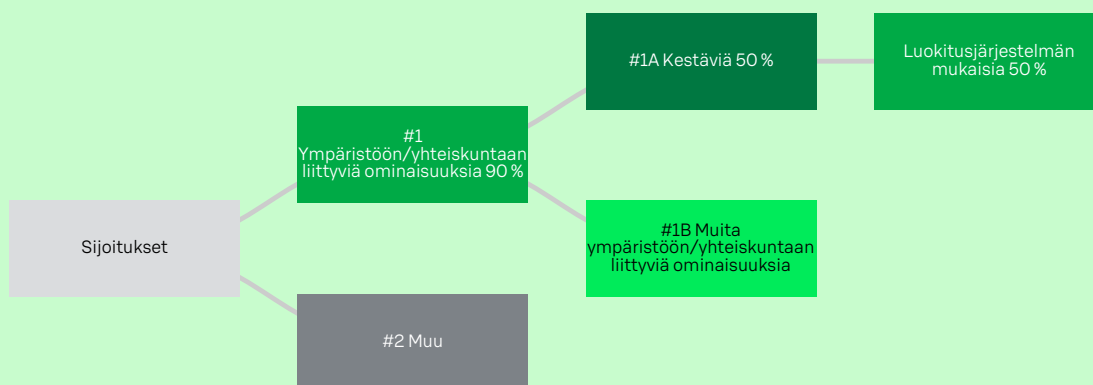 Sijoitukset
#1
Ympäristöön/yhteiskuntaan
liittyviä ominaisuuksia 90 %
#2 Muu
#1A Kestäviä 50 %
#1B Muita
ympäristöön/yhteiskuntaan
liittyviä ominaisuuksia
Luokitusjärjestelmän
mukaisia 50 %